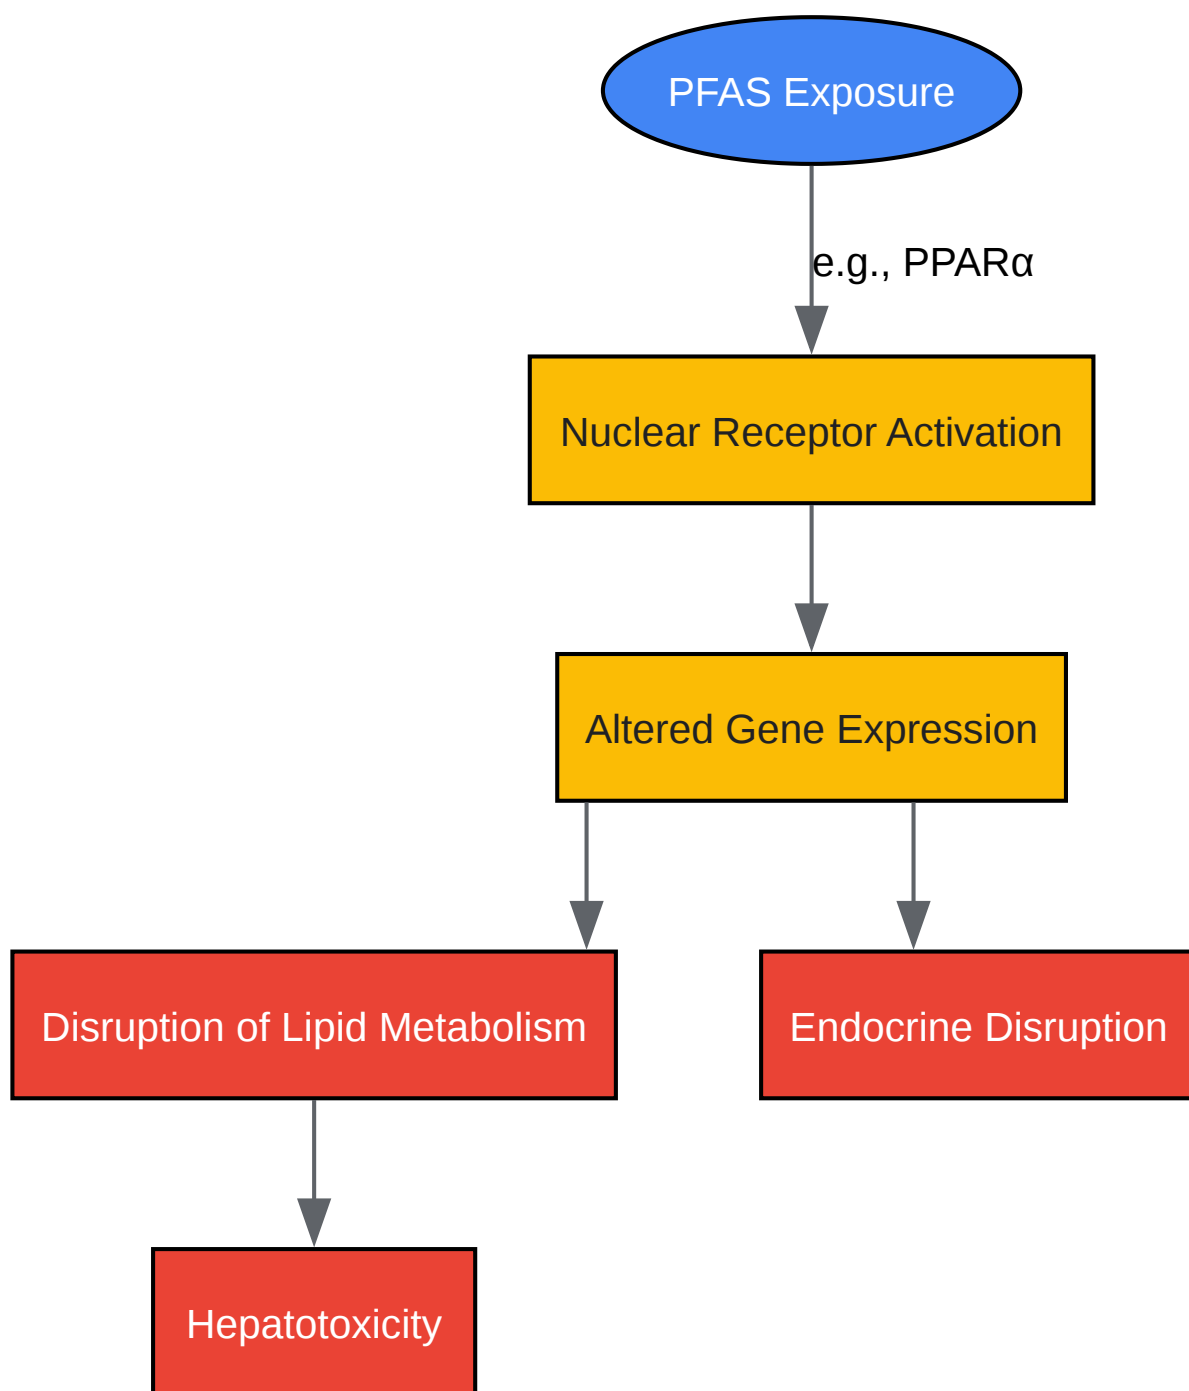 PFAS Exposure
e.g., PPARα
Nuclear Receptor Activation
Altered Gene Expression
Disruption of Lipid Metabolism
Endocrine Disruption
Hepatotoxicity